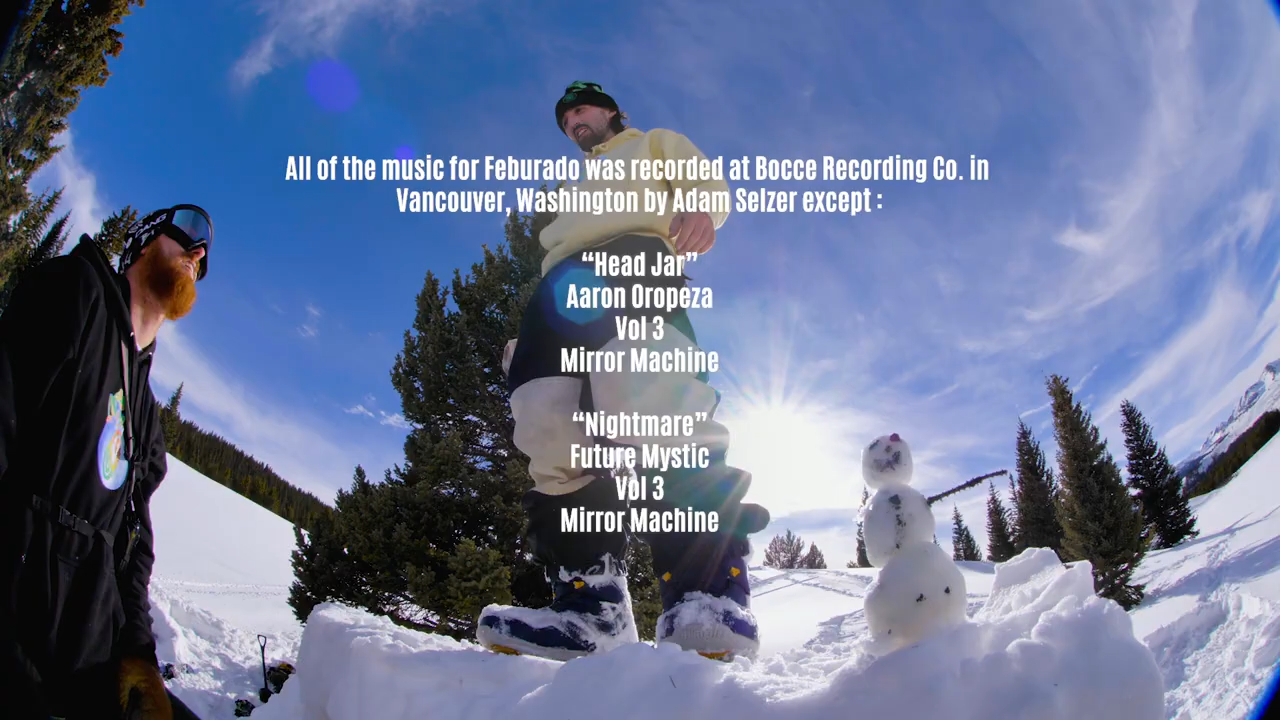 All of the music for Feburado was recorded at Bocce Recording Co. in
Vancouver, Washington by Adam Selzer except :
“Head Jar”
Aaron Oropeza
Vol 3
Mirror Machine
“Nightmare”
Future Mystic
Vol 3
Mirror Machine